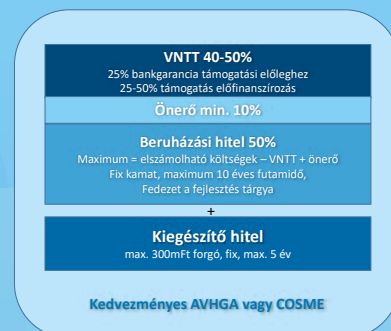 VNTT 40-50%
25% bankgarancia támogatási előleghez
25-50% támogatás előfinanszírozás
Önerő min. 10%
Beruházási hitel 50%
Maximum = elszámolható költségek – VNTT + önerő
Fix kamat, maximum 10 éves futamidő,
Fedezet a fejlesztés tárgya
+
Kiegészítő hitel
max. 300mFt forgó, fix, max. 5 év
Kedvezményes AVHGA vagy COSME